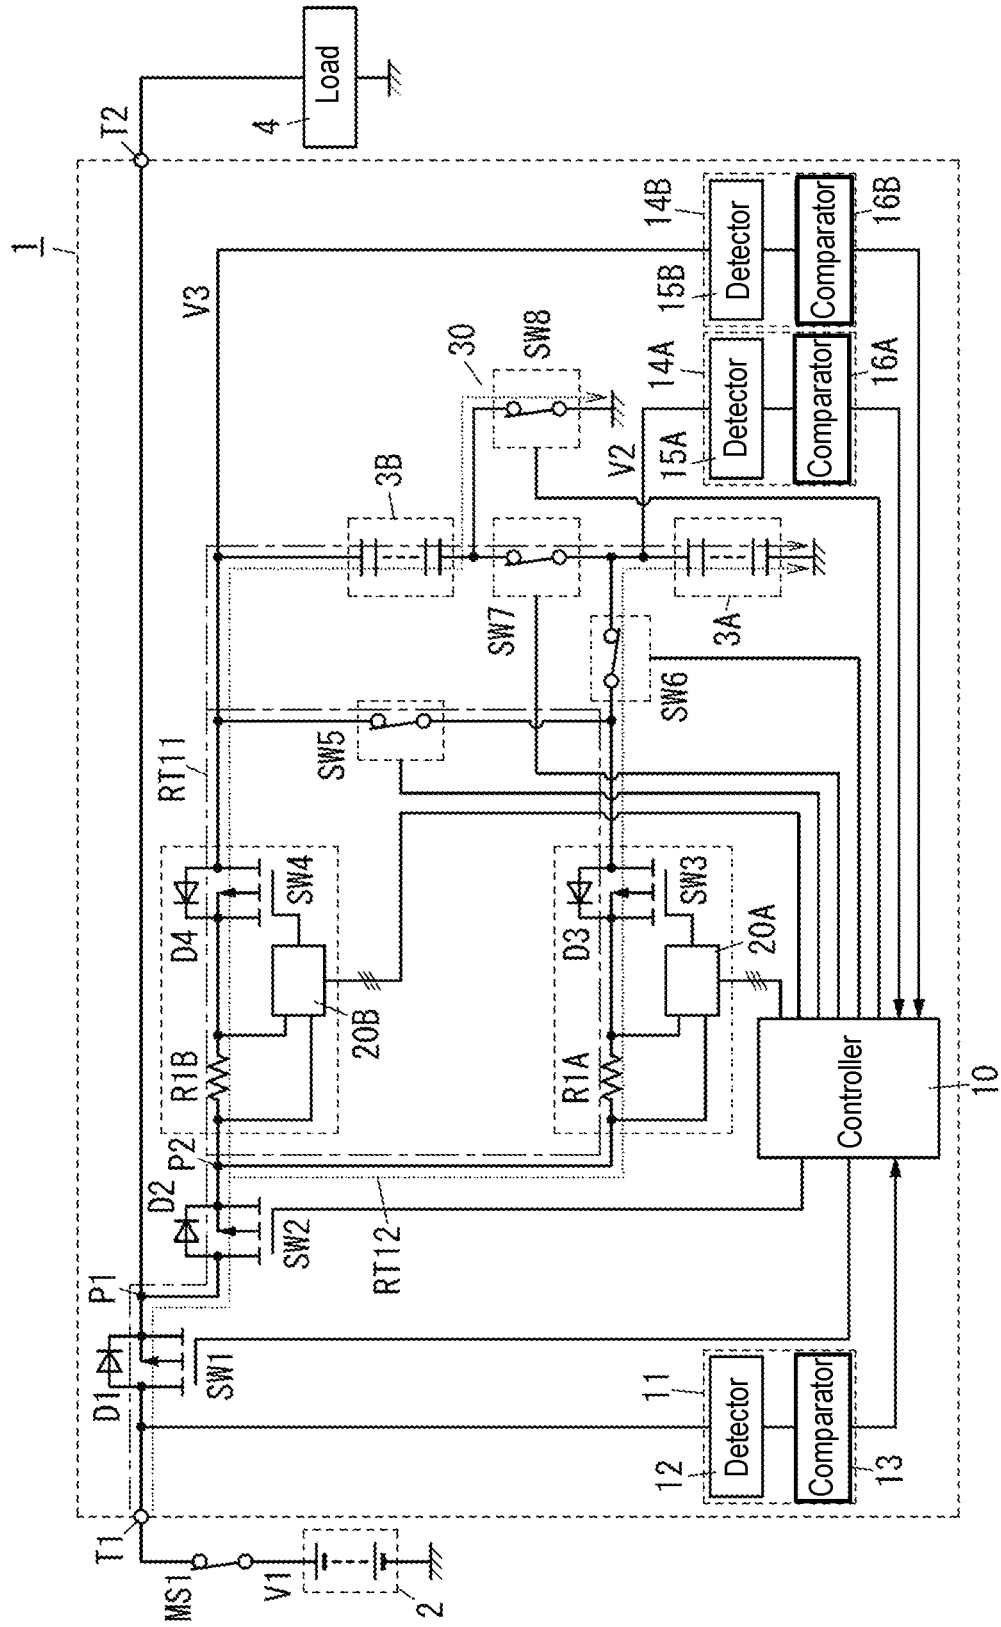 1
T1
T2
MS1
V1
2
4
Load
D1
SW1
P1
D2
SW2
P2
RT12
RT11
R1B
D4
SW4
20B
R1A
D3
SW3
20A
V3
SW5
SW6
SW7
SW8
3B
3A
30
V2
11
12
Detector
Comparator
13
Controller
10
14A
15A
Detector
Comparator
16A
14B
15B
Detector
Comparator
16B